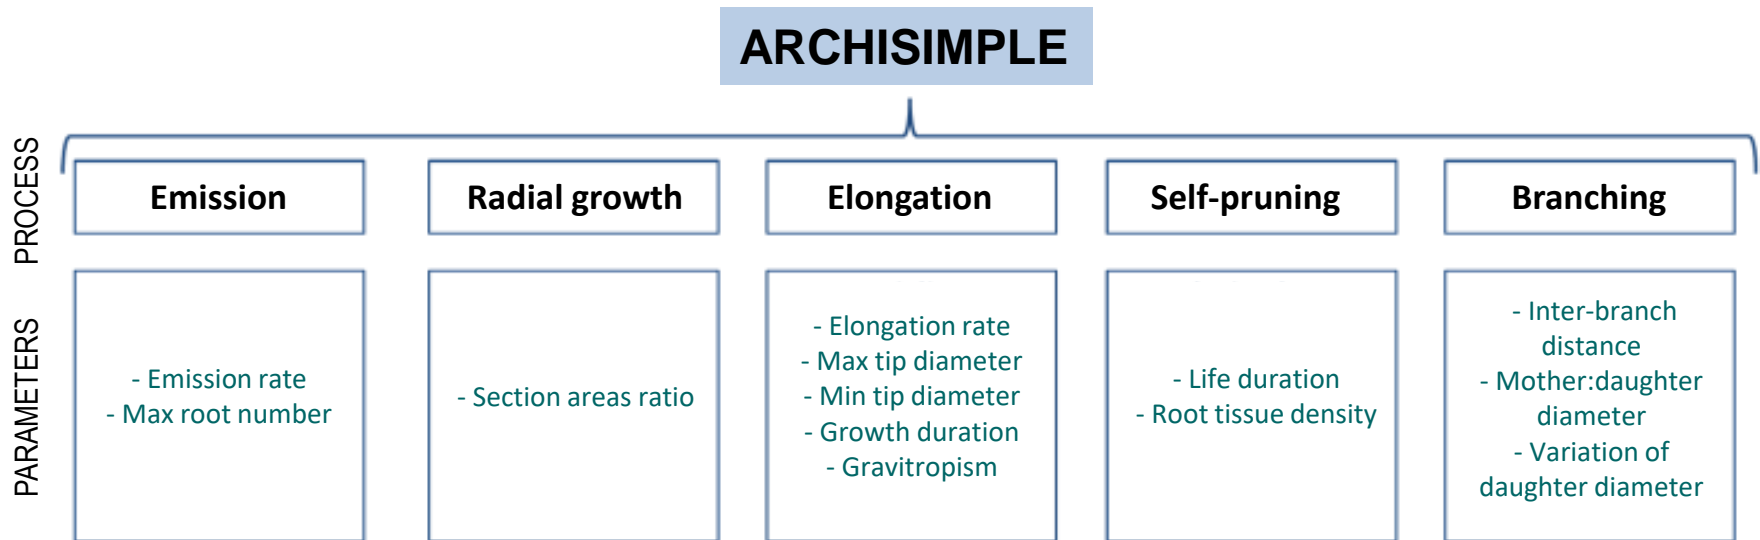 ARCHISIMPLE
PROCESS
Emission
Radial growth
Elongation
Self-pruning
Branching
PARAMETERS
- Emission rate
- Max root number
- Section areas ratio
- Elongation rate
- Max tip diameter
- Min tip diameter
- Growth duration
- Gravitropism
- Life duration
- Root tissue density
- Inter-branch
distance
- Mother:daughter
diameter
- Variation of
daughter diameter